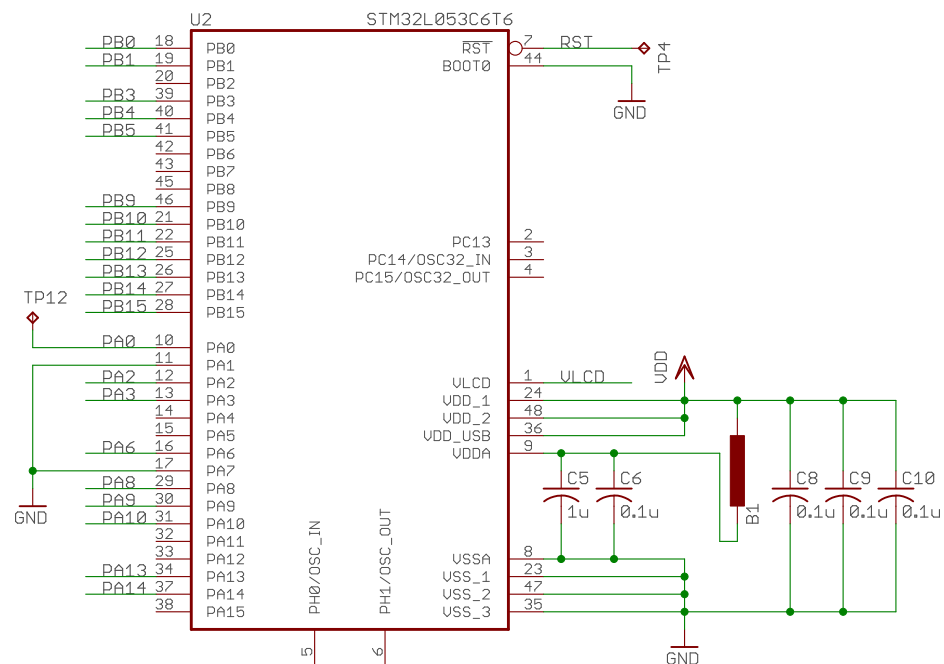 U2 STM32L053C6T6
PB0 18 PB0 RST 7 RST TP4
PB1 19 PB1 BOOT0 44
20 PB2
PB3 39 PB3
PB4 40 PB4 GND
PB5 41 PB5
42 PB6
43 PB7
45 PB8
PB9 46 PB9
PB10 21 PB10
PB11 22 PB11 PC13 2
PB12 25 PB12 PC14/OSC32_IN 3
PB13 26 PB13 PC15/OSC32_OUT 4
PB14 27 PB14
TP12
PB15 28 PB15
PA0 10 PA0
11 PA1 VDD
PA2 12 PA2 VLCD 1 VLCD
PA3 13 PA3 VDD_1 24
14 PA4 VDD_2 48
15 PA5 VDD_USB 36
PA6 16 PA6 VDDA 9
17 PA7 C5 C6 C8 C9 C10
PA8 29 PA8
PA9 30 PA9 1u 0.1u B1 0.1u 0.1u 0.1u
GND PA10 31 PA10
32 PA11
33 PA12 VSSA 8
PA13 34 PA13 VSS_1 23
PA14 37 PA14 VSS_2 47
38 PA15 VSS_3 35
PH0/OSC_IN PH1/OSC_OUT
5 6 GND